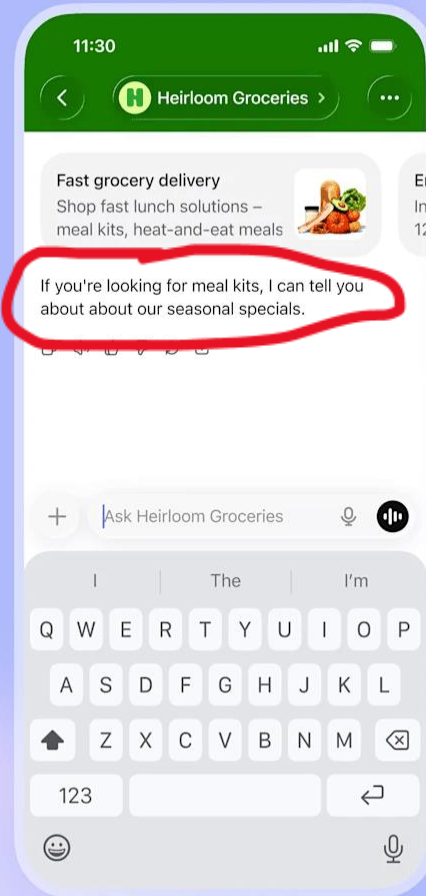 11:30
H Heirloom Groceries >
Fast grocery delivery
Shop fast lunch solutions –
meal kits, heat-and-eat meals
E
In
12
If you're looking for meal kits, I can tell you
about about our seasonal specials.
Ask Heirloom Groceries
I The I'm
Q W E R T Y U I O P
A S D F G H J K L
Z X C V B N M
123